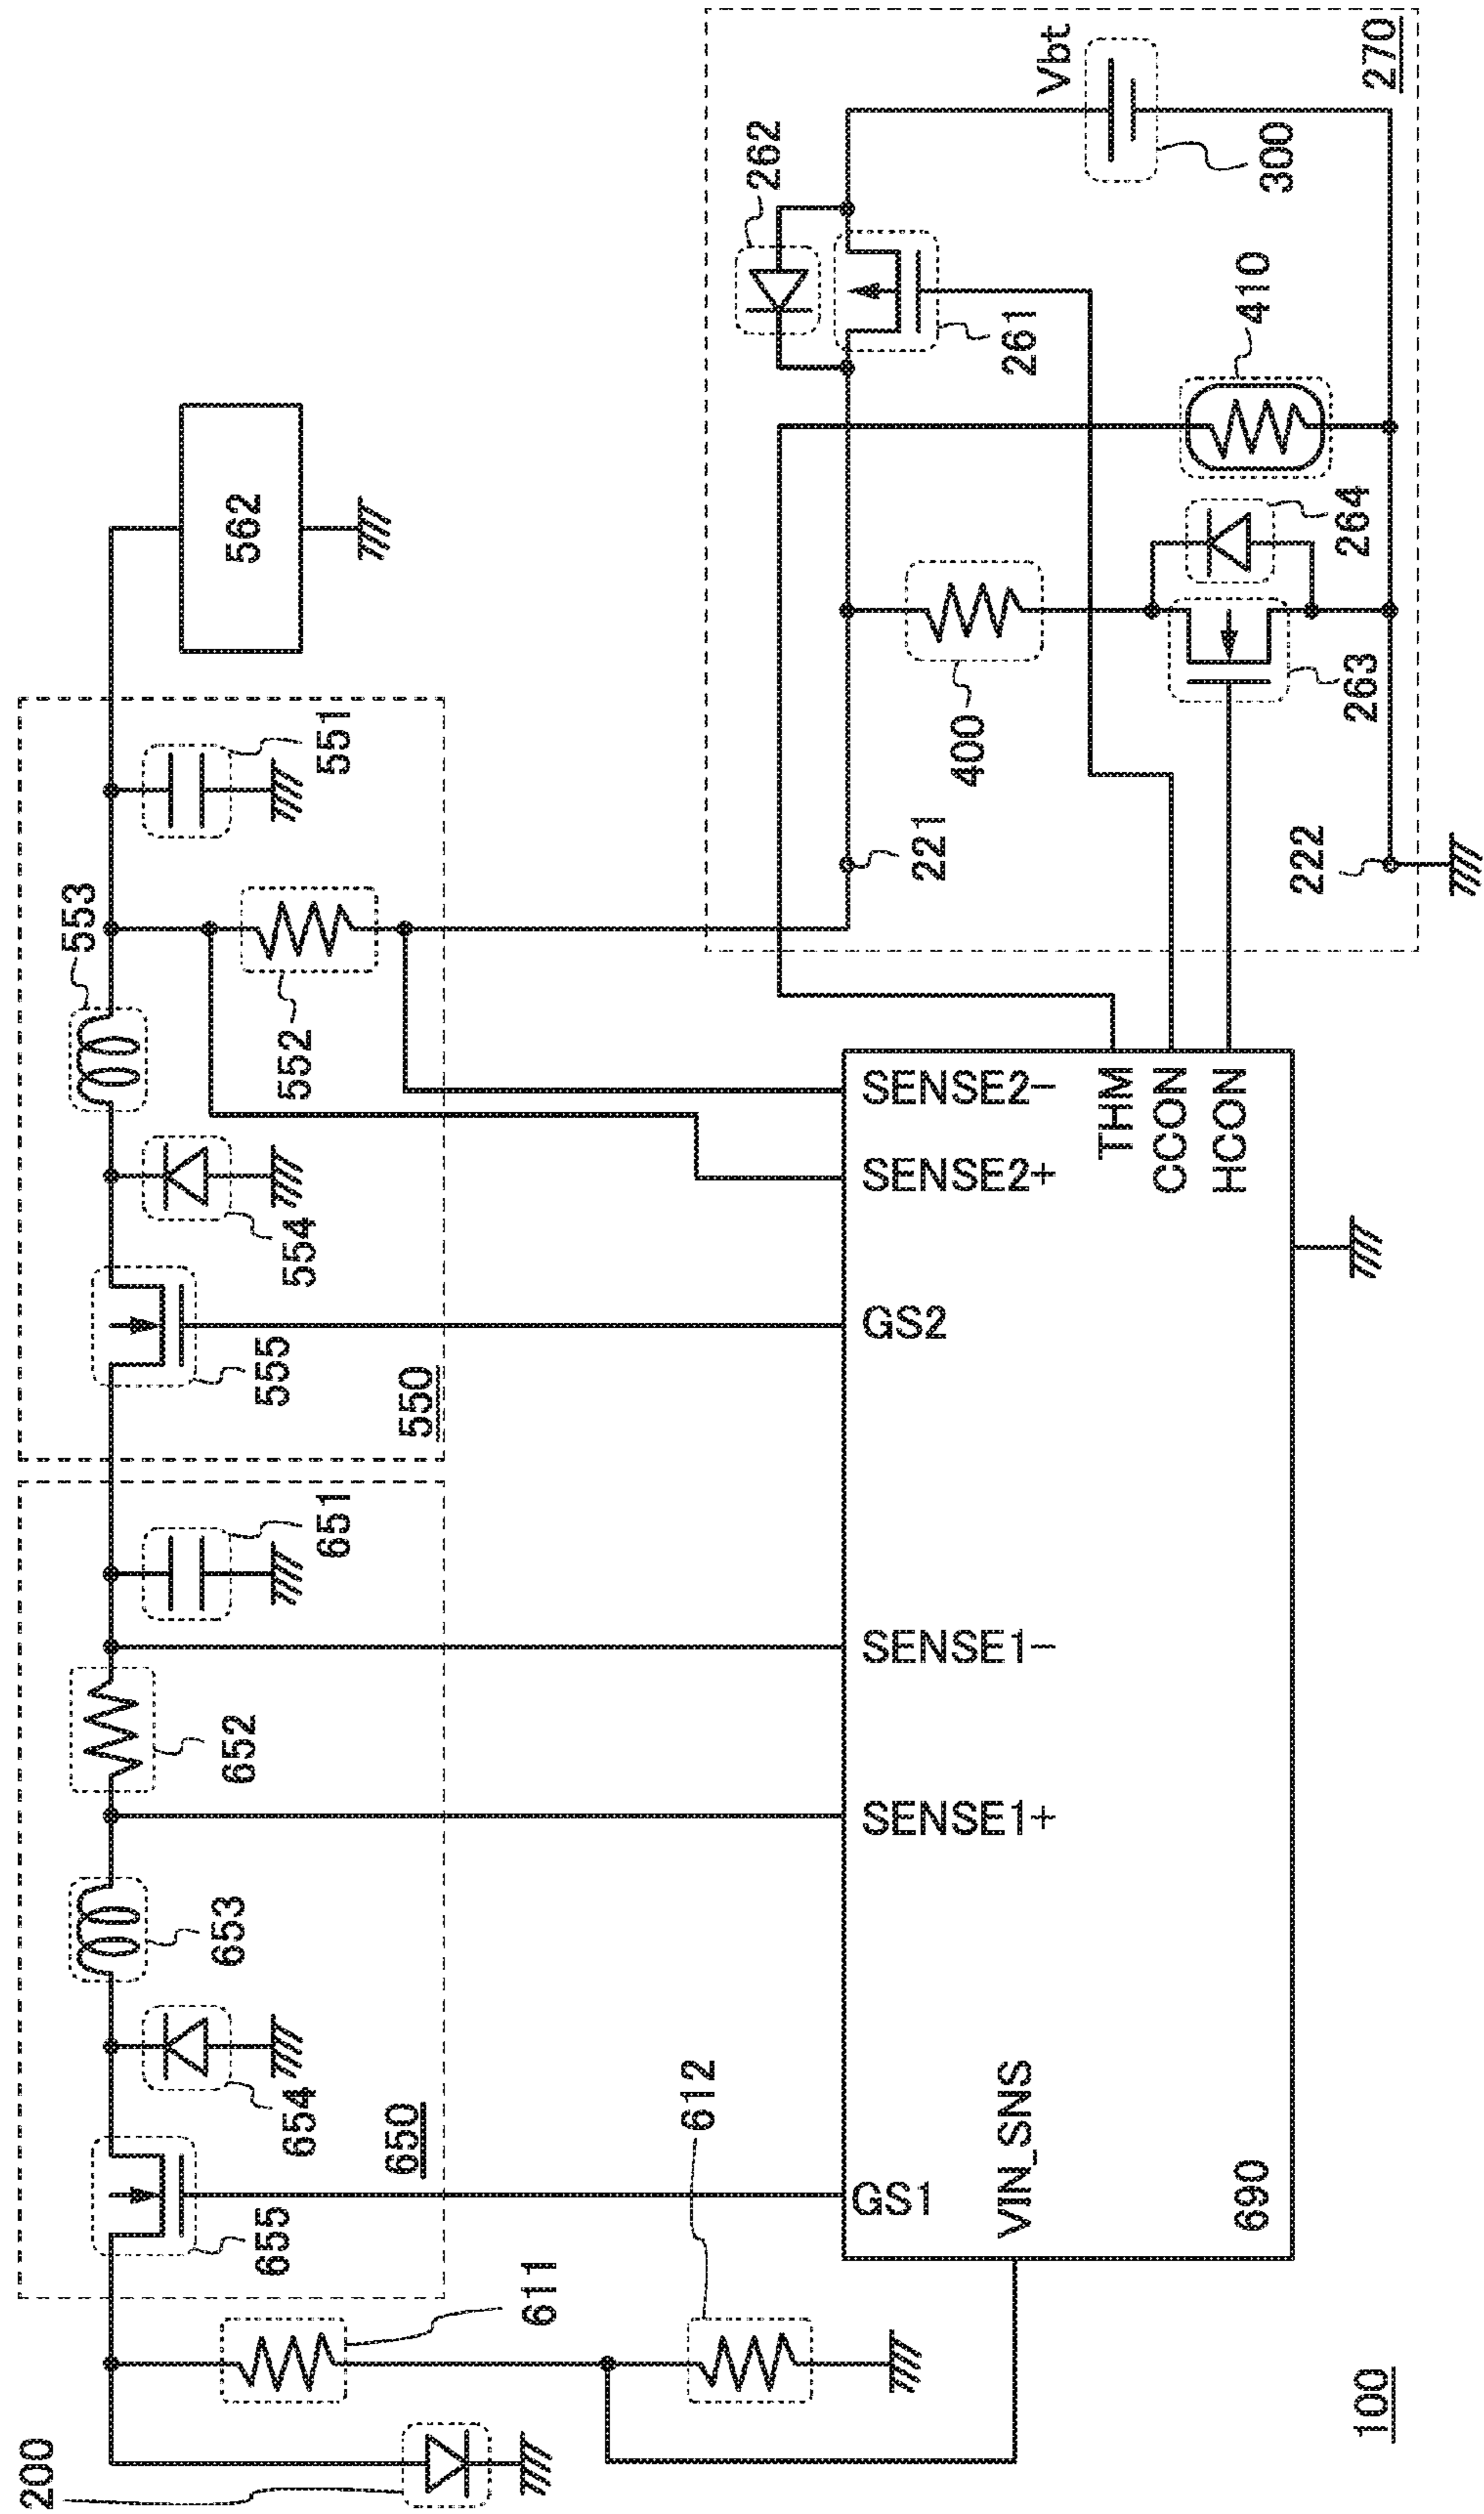 200
655
654
650
653
652
651
555
554
550
553
552
551
562
611
612
GS1
SENSE1+
SENSE1-
GS2
SENSE2+
SENSE2-
VIN_SNS
THM
CCON
HCON
690
100
221
222
400
261
262
263
264
410
Vbt
300
270